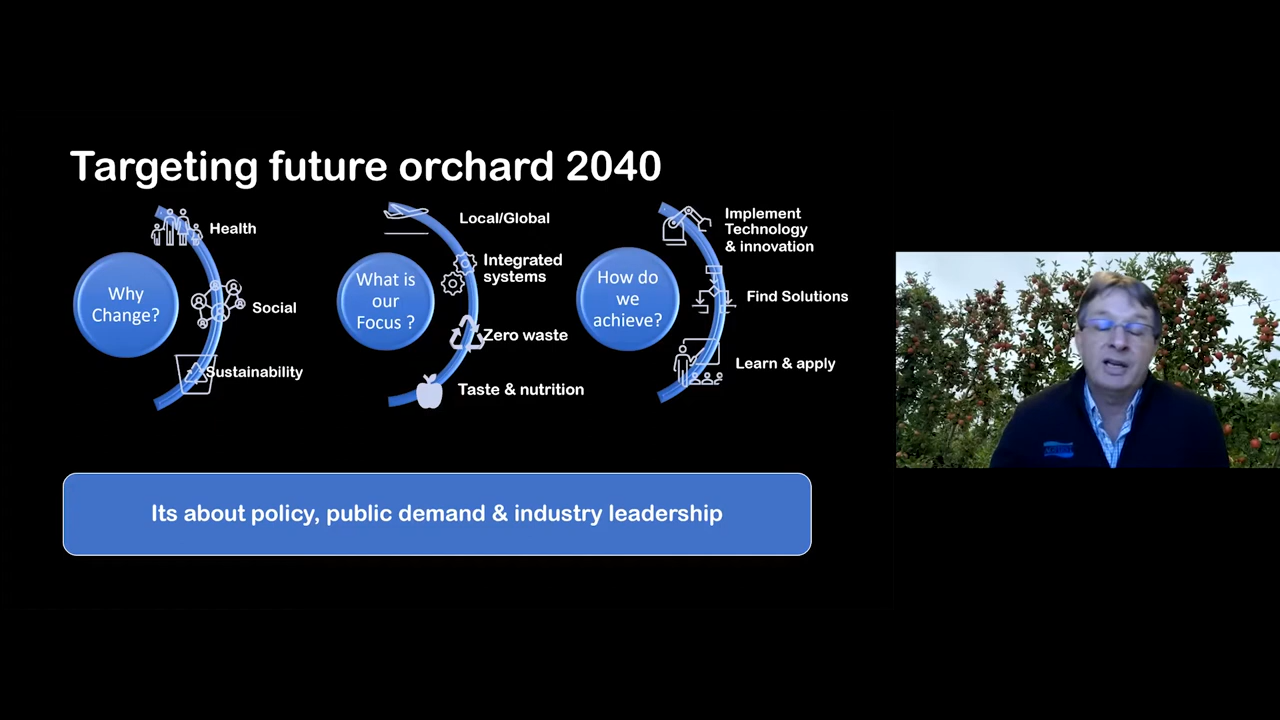 Targeting future orchard 2040
Why
Change?
Health
Social
Sustainability
What is
our
Focus ?
Local/Global
Integrated
systems
Zero waste
Taste & nutrition
How do
we
achieve?
Implement
Technology
& innovation
Find Solutions
Learn & apply
Its about policy, public demand & industry leadership